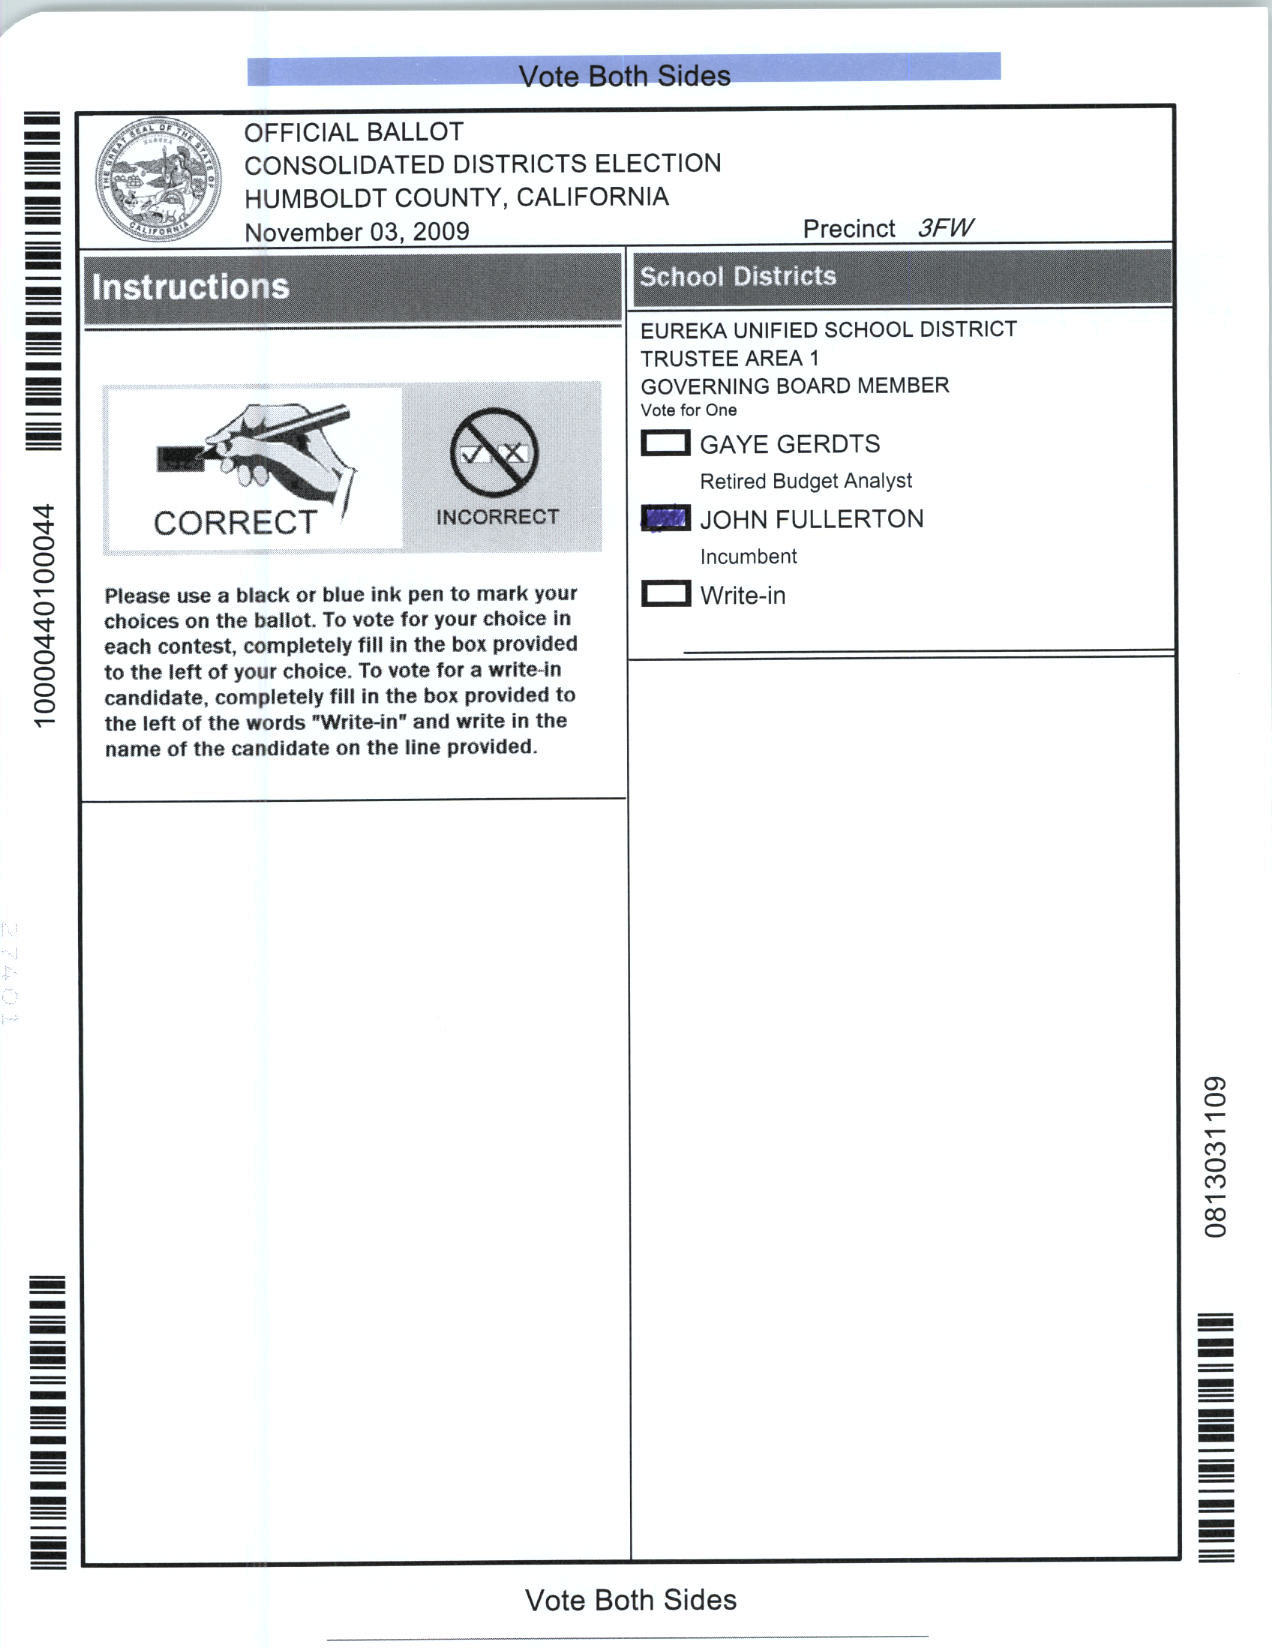 Vote Both Sides
OFFICIAL BALLOT
CONSOLIDATED DISTRICTS ELECTION
HUMBOLDT COUNTY, CALIFORNIA
November 03, 2009
Precinct 3FW
THE GREAT SEAL OF THE STATE OF CALIFORNIA
EUREKA
Instructions
CORRECT
INCORRECT
Please use a black or blue ink pen to mark your
choices on the ballot. To vote for your choice in
each contest, completely fill in the box provided
to the left of your choice. To vote for a write-in
candidate, completely fill in the box provided to
the left of the words "Write-in" and write in the
name of the candidate on the line provided.
School Districts
EUREKA UNIFIED SCHOOL DISTRICT
TRUSTEE AREA 1
GOVERNING BOARD MEMBER
Vote for One
GAYE GERDTS
Retired Budget Analyst
JOHN FULLERTON
Incumbent
Write-in
10000440100044
27401
0813031109
Vote Both Sides